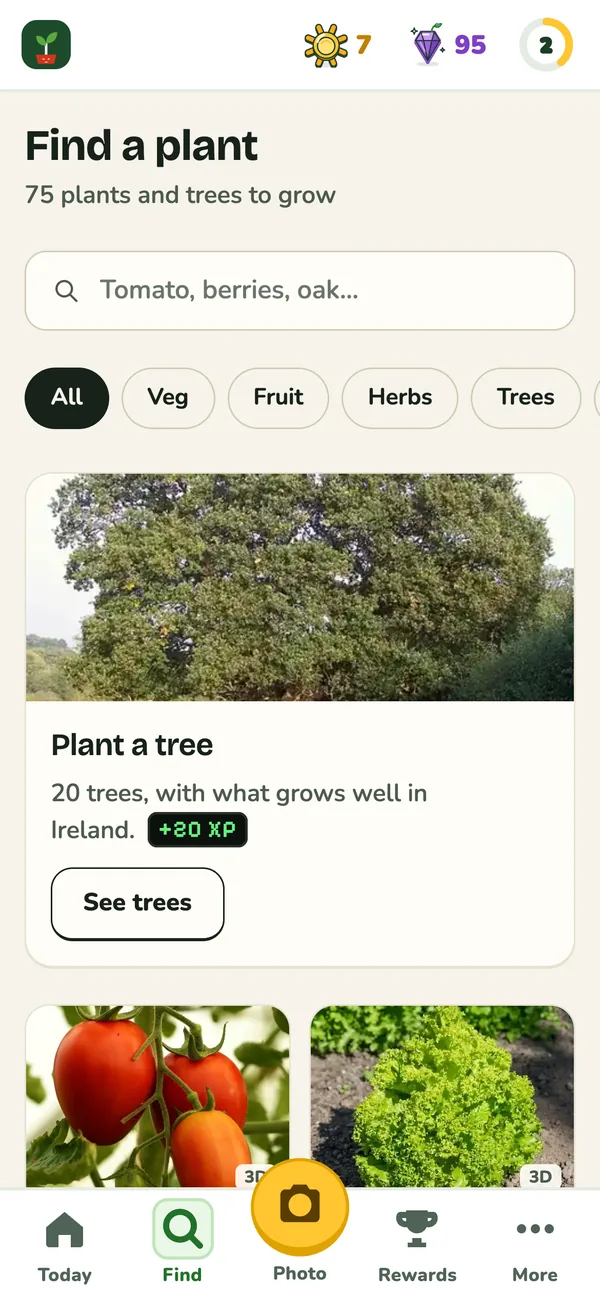 7
95
2
Find a plant
75 plants and trees to grow
Tomato, berries, oak...
All
Veg
Fruit
Herbs
Trees
Plant a tree
20 trees, with what grows well in
Ireland. +20 XP
See trees
3D
3D
Today
Find
Photo
Rewards
More